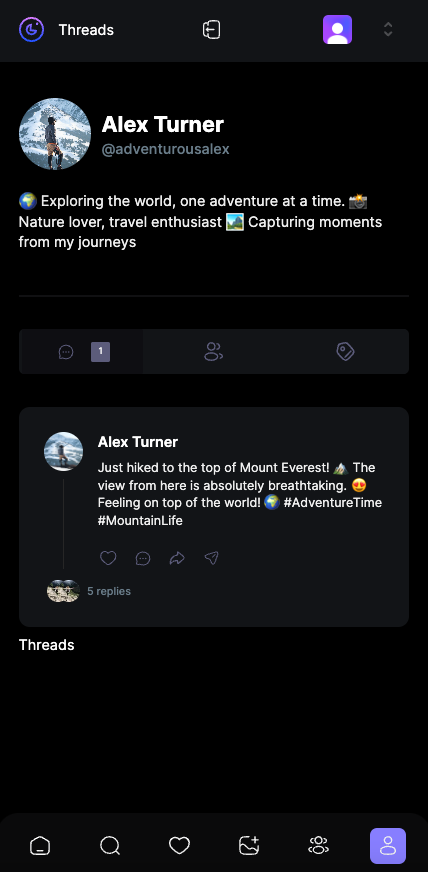 Threads
Alex Turner
@adventurousalex
🌍 Exploring the world, one adventure at a time. 📸
Nature lover, travel enthusiast 🏞️ Capturing moments
from my journeys
1
Alex Turner
Just hiked to the top of Mount Everest! 🏔️ The
view from here is absolutely breathtaking. 😍
Feeling on top of the world! 🌍 #AdventureTime
#MountainLife
5 replies
Threads